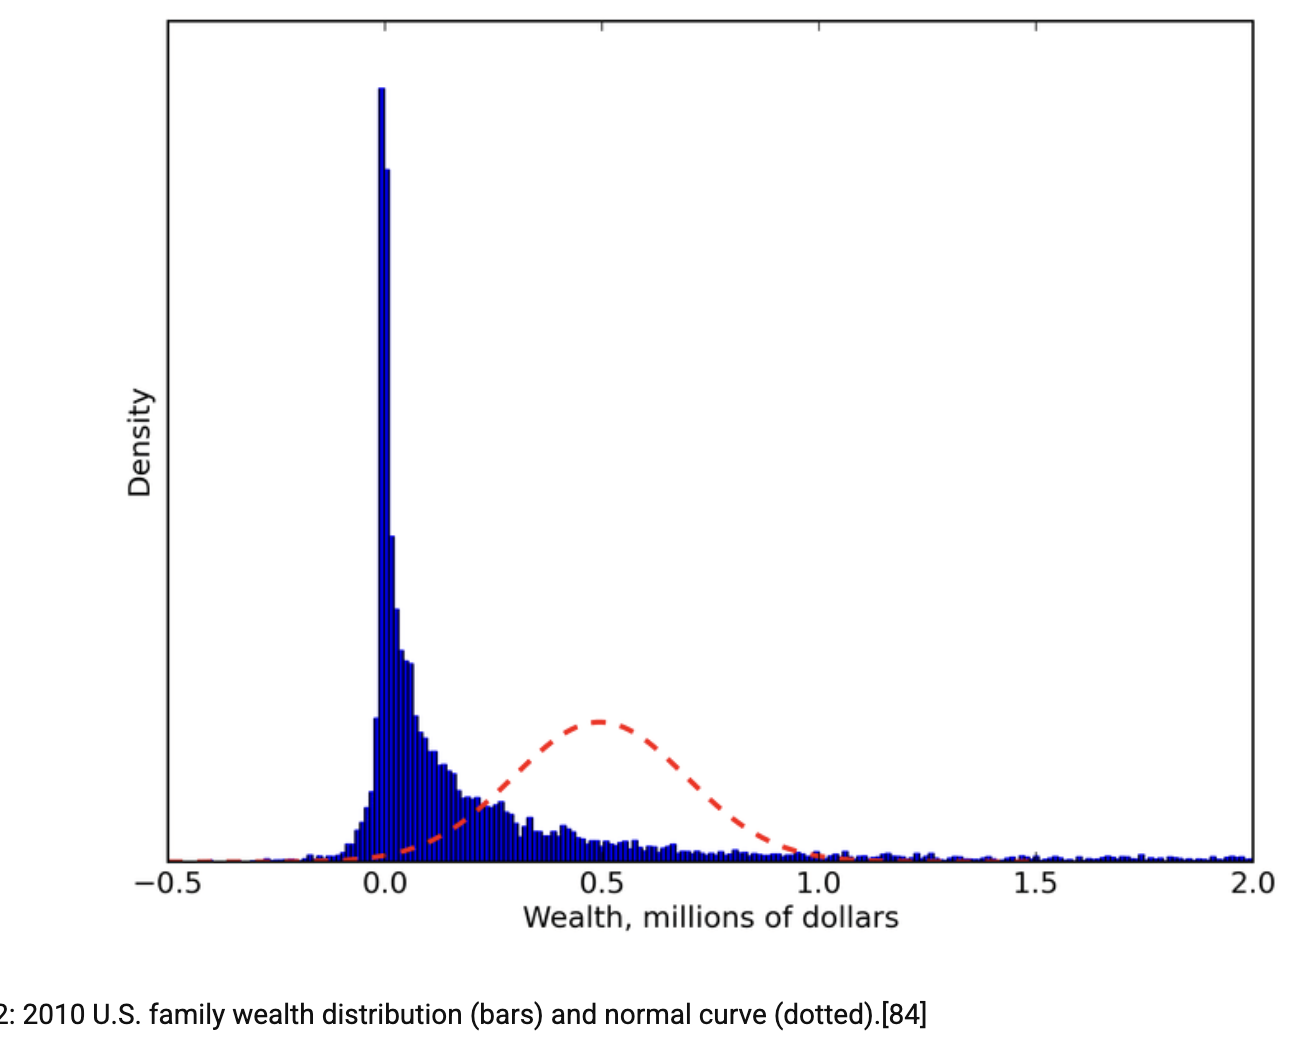 Density
−0.5 0.0 0.5 1.0 1.5 2.0
Wealth, millions of dollars
2: 2010 U.S. family wealth distribution (bars) and normal curve (dotted).[84]